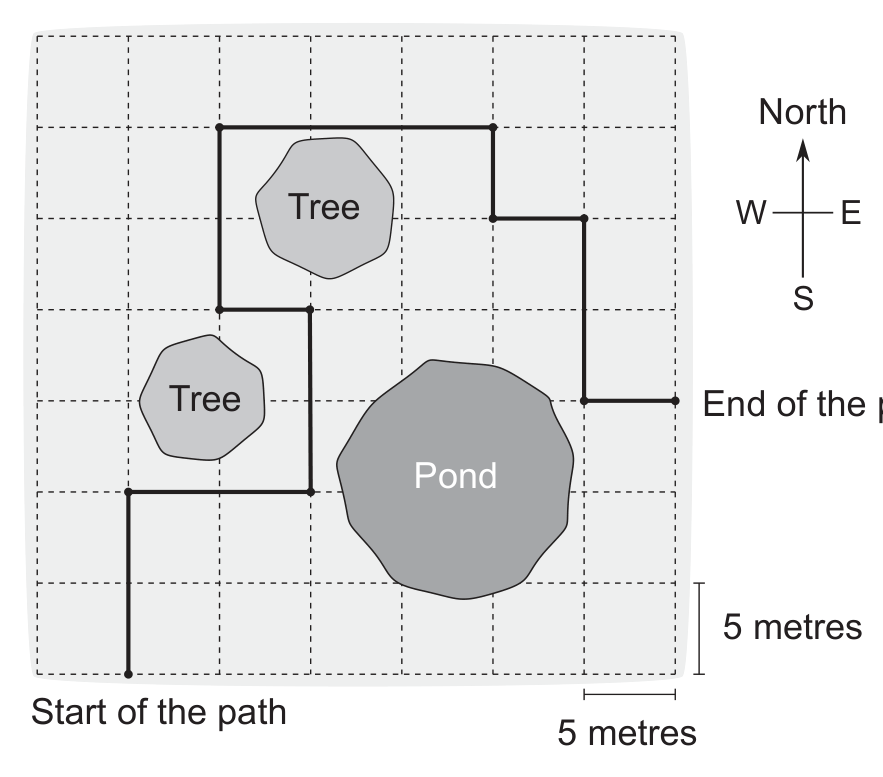 North
Tree
W
E
S
Tree
End of the
Pond
5 metres
Start of the path
5 metres